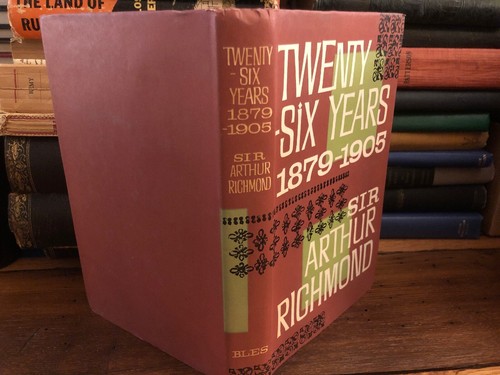 THE LAND OF
RU
TWENTY
-SIX
YEARS
1879
-1905
SIR
ARTHUR
RICHMOND
BLES
TWENTY
-SIX YEARS
1879-1905
SIR
ARTHUR
RICHMOND